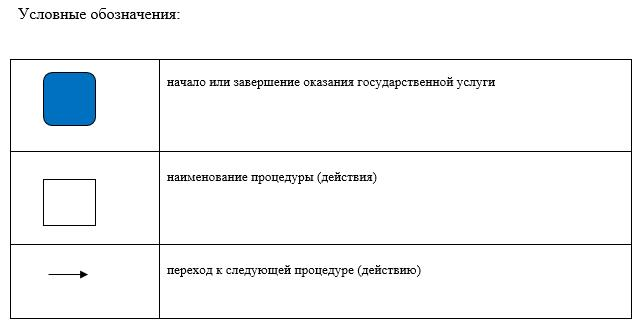 Условные обозначения:
начало или завершение оказания государственной услуги
наименование процедуры (действия)
переход к следующей процедуре (действию)